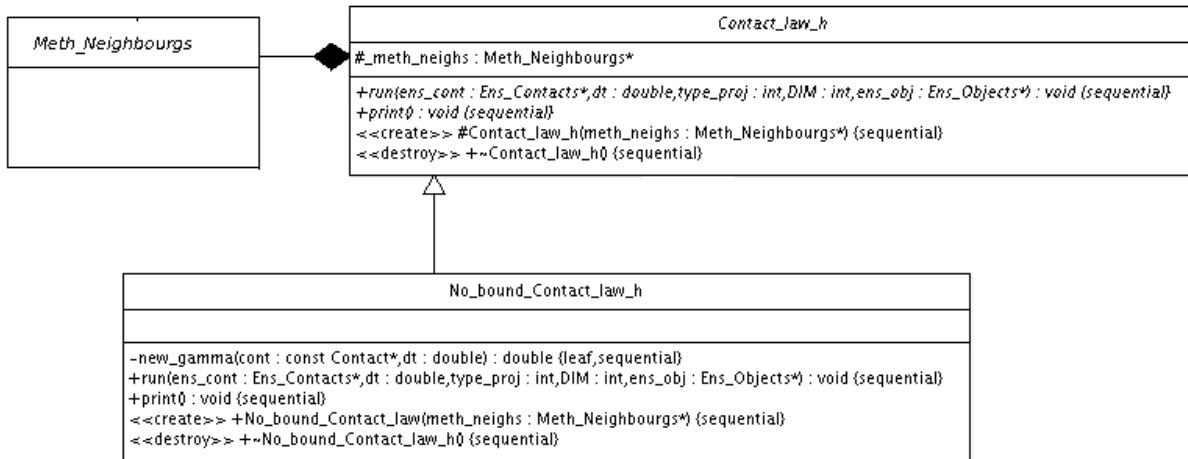 Meth_Neighbourgs
Contact_law_h
#_meth_neighs : Meth_Neighbourgs*
+run(ens_cont : Ens_Contacts*,dt : double,type_proj : int,DIM : int,ens_obj : Ens_Objects*) : void {sequential}
+print() : void {sequential}
<<create>> #Contact_law_h(meth_neighs : Meth_Neighbourgs*) {sequential}
<<destroy>> +~Contact_law_h() {sequential}
No_bound_Contact_law_h
-new_gamma(cont : const Contact*,dt : double) : double {leaf,sequential}
+run(ens_cont : Ens_Contacts*,dt : double,type_proj : int,DIM : int,ens_obj : Ens_Objects*) : void {sequential}
+print() : void {sequential}
<<create>> +No_bound_Contact_law(meth_neighs : Meth_Neighbourgs*) {sequential}
<<destroy>> +~No_bound_Contact_law_h() {sequential}